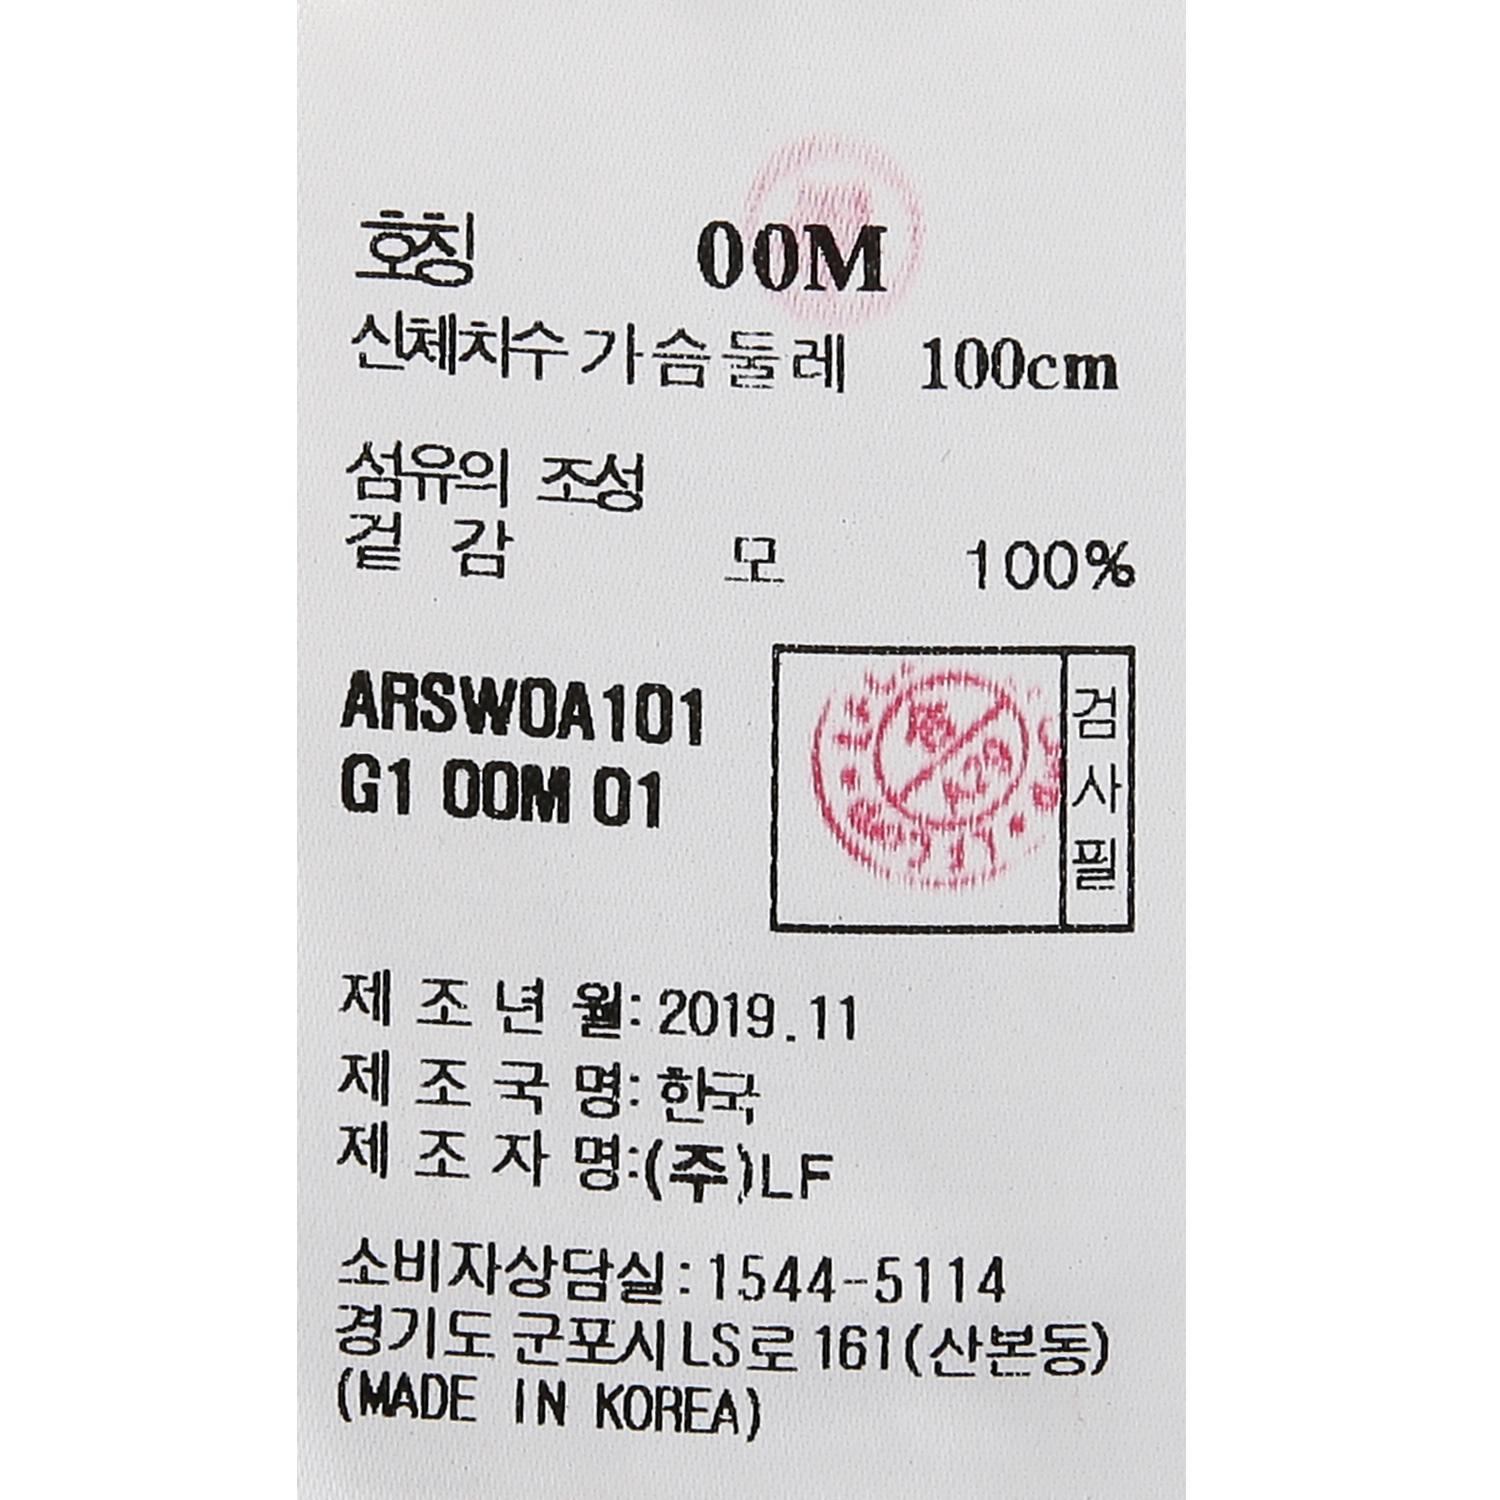 호칭 00M
신체치수 가슴둘레 100cm
섬유의 조성
겉감 모 100%
ARSW0A101
G1 00M 01
검사필
제조년월: 2019.11
제조국명: 한국
제조자명: (주)LF
소비자상담실: 1544-5114
경기도 군포시 LS로 161(산본동)
(MADE IN KOREA)